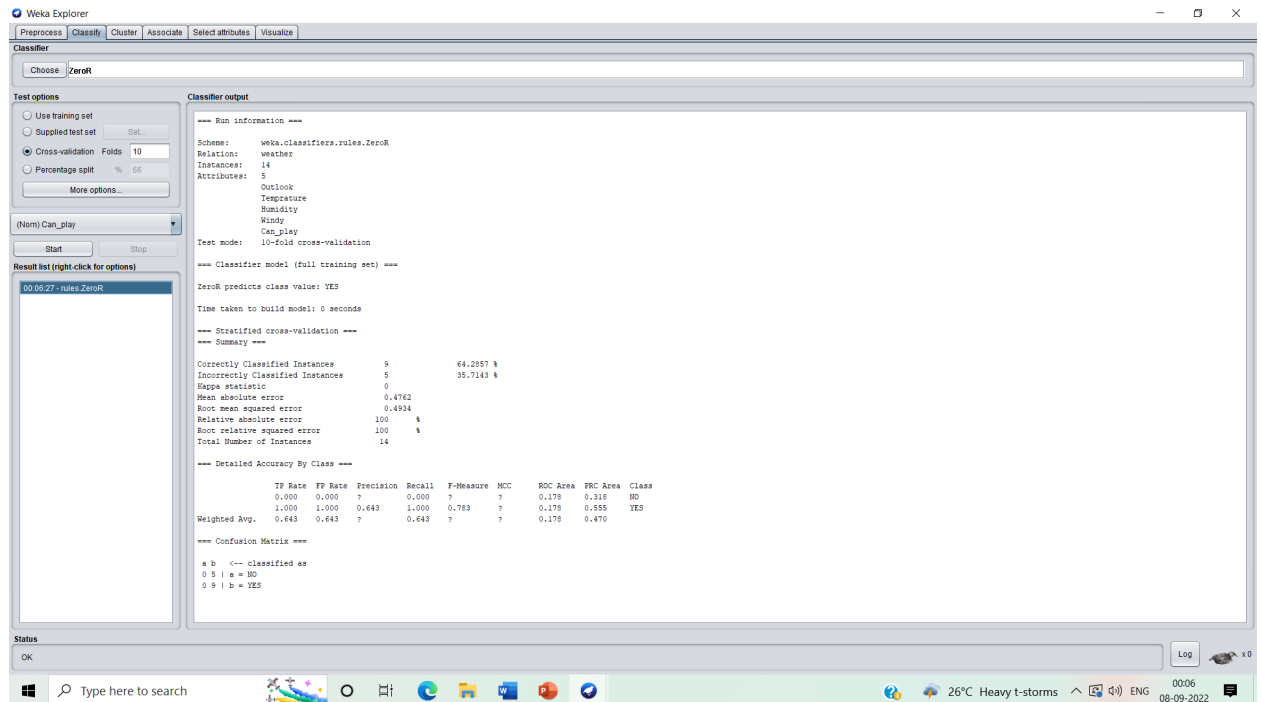 Weka Explorer
Preprocess Classify Cluster Associate Select attributes Visualize
Classifier
Choose ZeroR
Test options
Use training set
Supplied test set Set...
Cross-validation Folds 10
Percentage split % 66
More options...
(Nom) Can_play
Start Stop
Result list (right-click for options)
00:06:27 - rules.ZeroR
Classifier output
=== Run information ===
Scheme: weka.classifiers.rules.ZeroR
Relation: weather
Instances: 14
Attributes: 5
Outlook
Temprature
Humidity
Windy
Can_play
Test mode: 10-fold cross-validation
=== Classifier model (full training set) ===
ZeroR predicts class value: YES
Time taken to build model: 0 seconds
=== Stratified cross-validation ===
=== Summary ===
Correctly Classified Instances 9 64.2857 %
Incorrectly Classified Instances 5 35.7143 %
Kappa statistic 0
Mean absolute error 0.4762
Root mean squared error 0.4934
Relative absolute error 100 %
Root relative squared error 100 %
Total Number of Instances 14
=== Detailed Accuracy By Class ===
TP Rate FP Rate Precision Recall F-Measure MCC ROC Area PRC Area Class
0.000 0.000 ? 0.000 ? ? 0.178 0.318 NO
1.000 1.000 0.643 1.000 0.783 ? 0.178 0.555 YES
Weighted Avg. 0.643 0.643 ? 0.643 ? ? 0.178 0.470
=== Confusion Matrix ===
a b <-- classified as
0 5 | a = NO
0 9 | b = YES
Status
OK
Log x 0
Type here to search
26°C Heavy t-storms ENG
00:06
08-09-2022